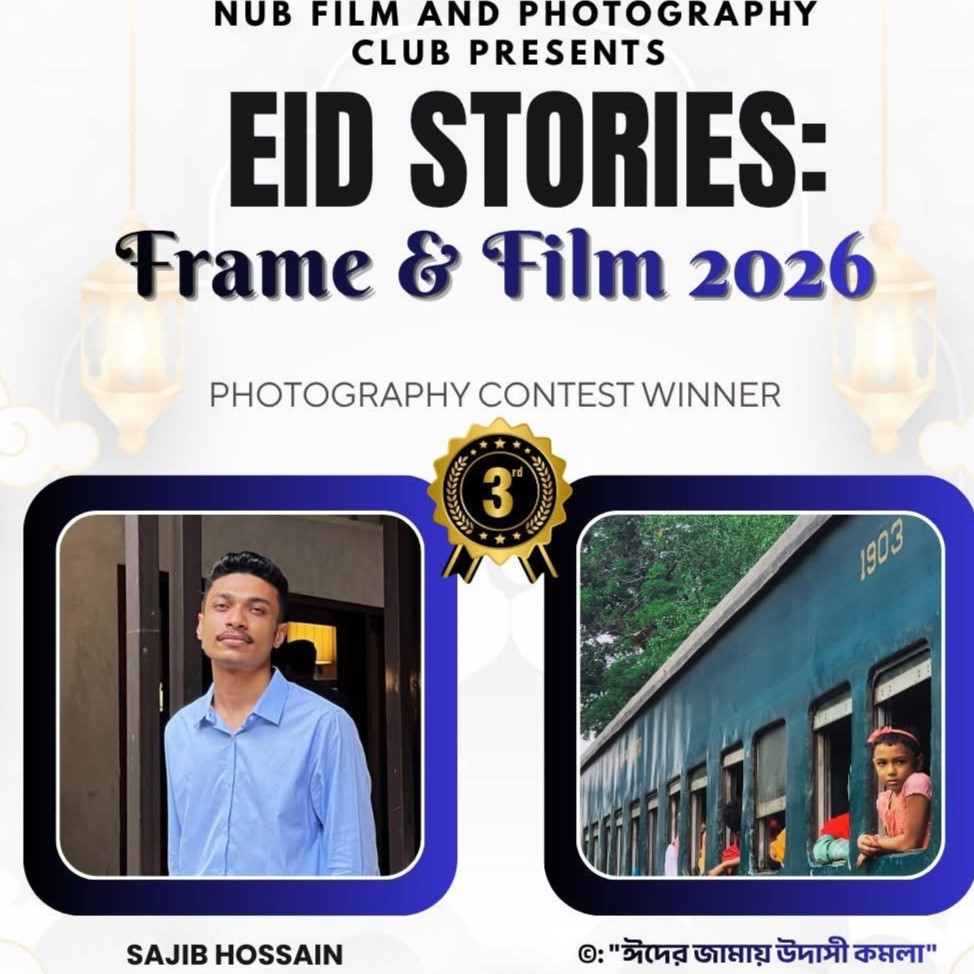 NUB FILM AND PHOTOGRAPHY
CLUB PRESENTS
EID STORIES:
Frame & Film 2026
PHOTOGRAPHY CONTEST WINNER
3rd
1903
SAJIB HOSSAIN
©: "ঈদের জামায় উদাসী কমলা"